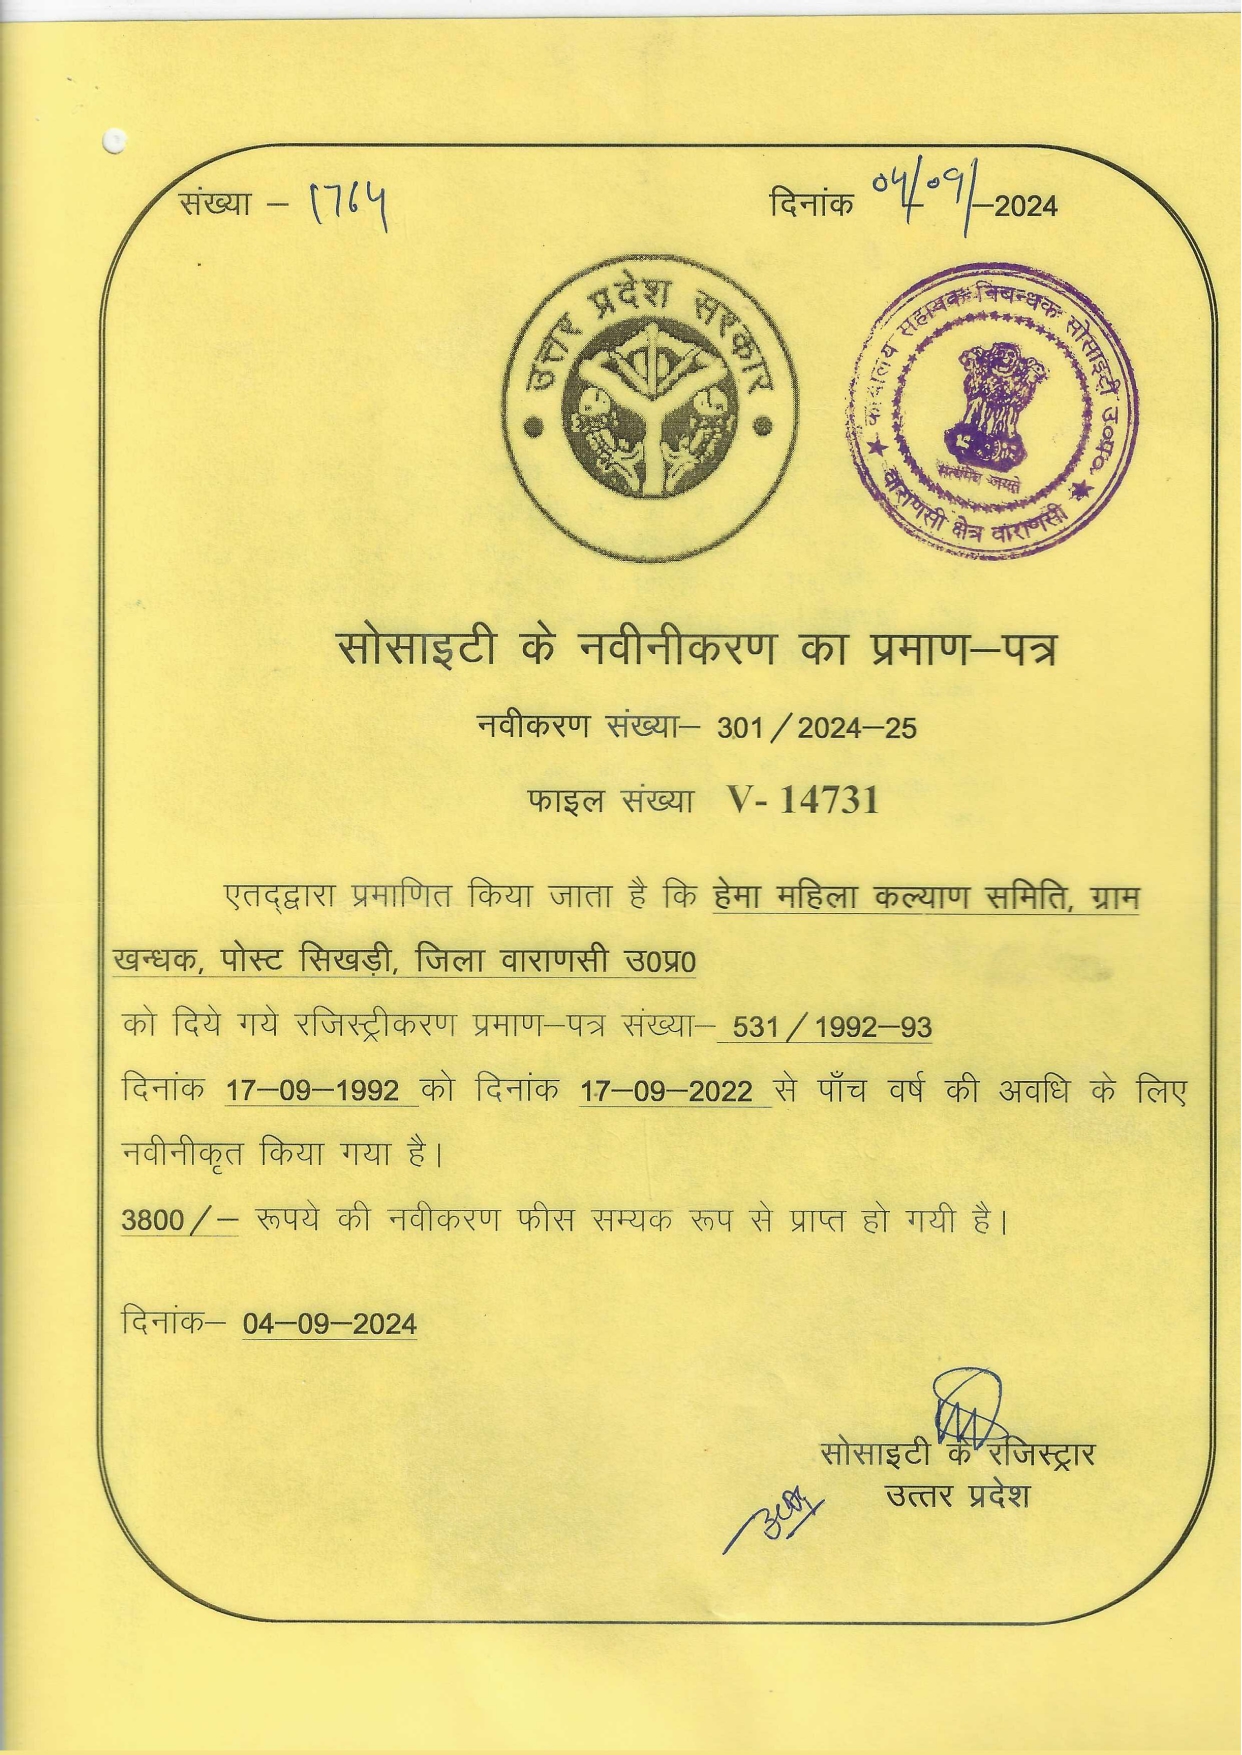 संख्या – 1764
दिनांक 04/09/–2024
उत्तर प्रदेश सरकार
कार्यालय सहायक निबन्धक सोसाइटी उ०प्र०
सत्यमेव जयते
वाराणसी क्षेत्र वाराणसी
सोसाइटी के नवीनीकरण का प्रमाण–पत्र
नवीकरण संख्या– 301/2024–25
फाइल संख्या V- 14731
एतद्द्वारा प्रमाणित किया जाता है कि हेमा महिला कल्याण समिति, ग्राम
खन्धक, पोस्ट सिखड़ी, जिला वाराणसी उ0प्र0
को दिये गये रजिस्ट्रीकरण प्रमाण–पत्र संख्या– 531/1992–93
दिनांक 17–09–1992 को दिनांक 17–09–2022 से पाँच वर्ष की अवधि के लिए
नवीनीकृत किया गया है।
3800/– रूपये की नवीकरण फीस सम्यक रूप से प्राप्त हो गयी है।
दिनांक– 04–09–2024
सोसाइटी के रजिस्ट्रार
उत्तर प्रदेश